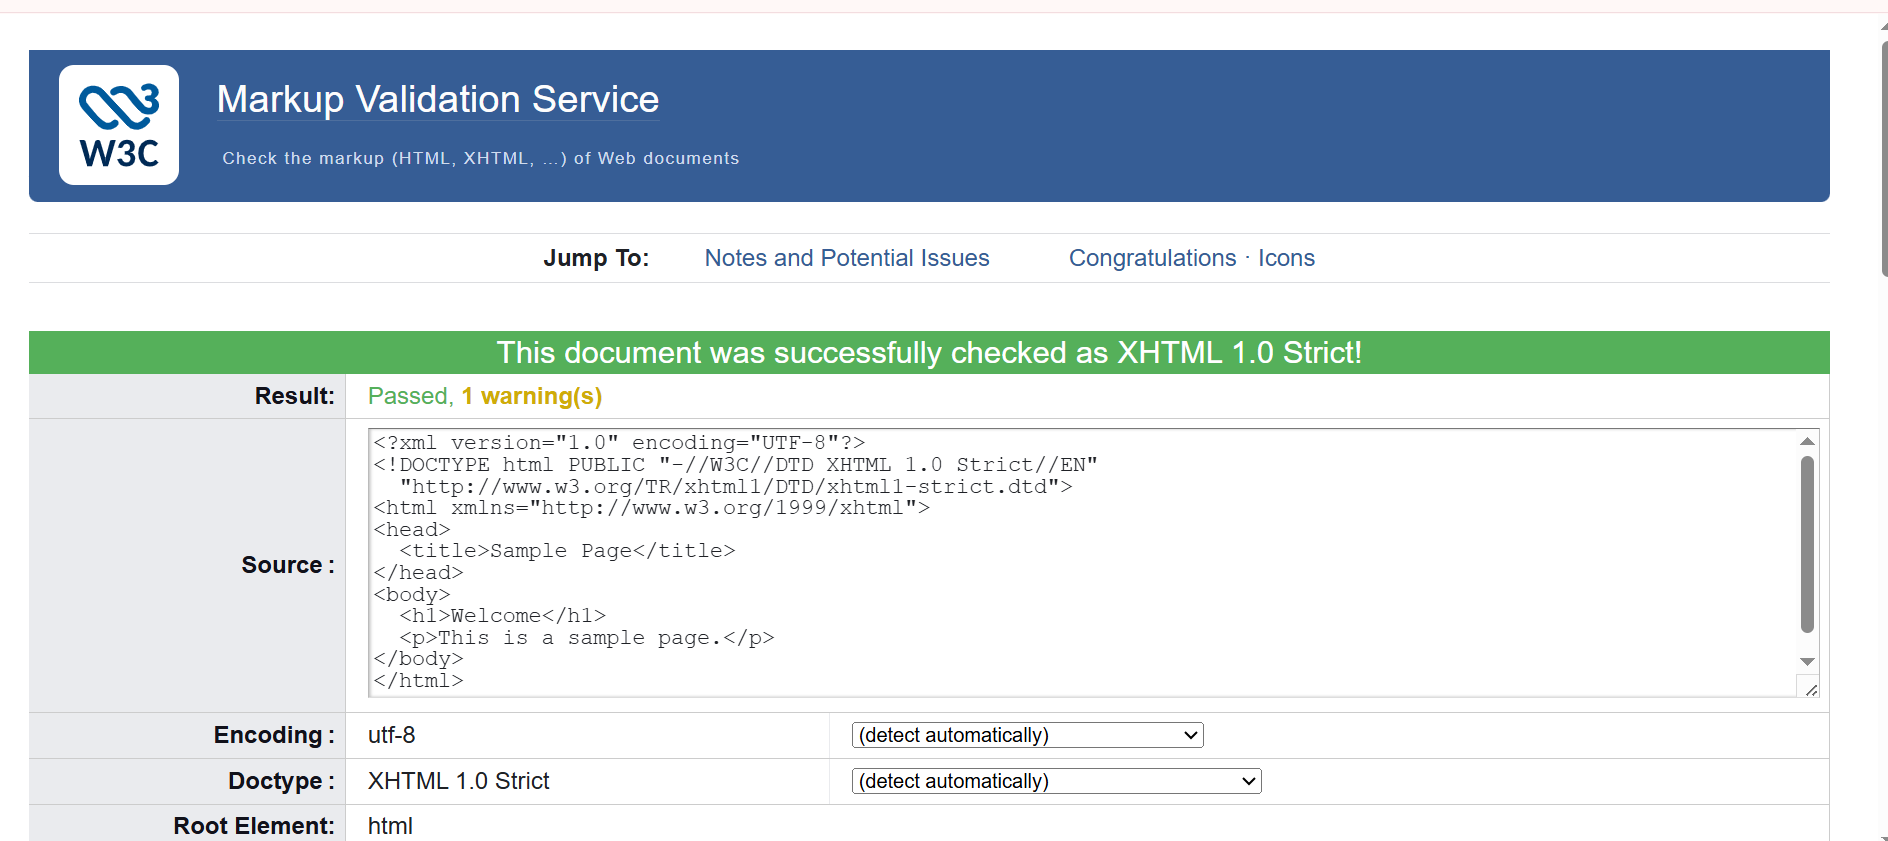 W3C
Markup Validation Service
Check the markup (HTML, XHTML, ...) of Web documents
Jump To: Notes and Potential Issues Congratulations · Icons
This document was successfully checked as XHTML 1.0 Strict!
Result: Passed, 1 warning(s)
Source :
<?xml version="1.0" encoding="UTF-8"?>
<!DOCTYPE html PUBLIC "-//W3C//DTD XHTML 1.0 Strict//EN"
  "http://www.w3.org/TR/xhtml1/DTD/xhtml1-strict.dtd">
<html xmlns="http://www.w3.org/1999/xhtml">
<head>
  <title>Sample Page</title>
</head>
<body>
  <h1>Welcome</h1>
  <p>This is a sample page.</p>
</body>
</html>
Encoding : utf-8 (detect automatically)
Doctype : XHTML 1.0 Strict (detect automatically)
Root Element: html